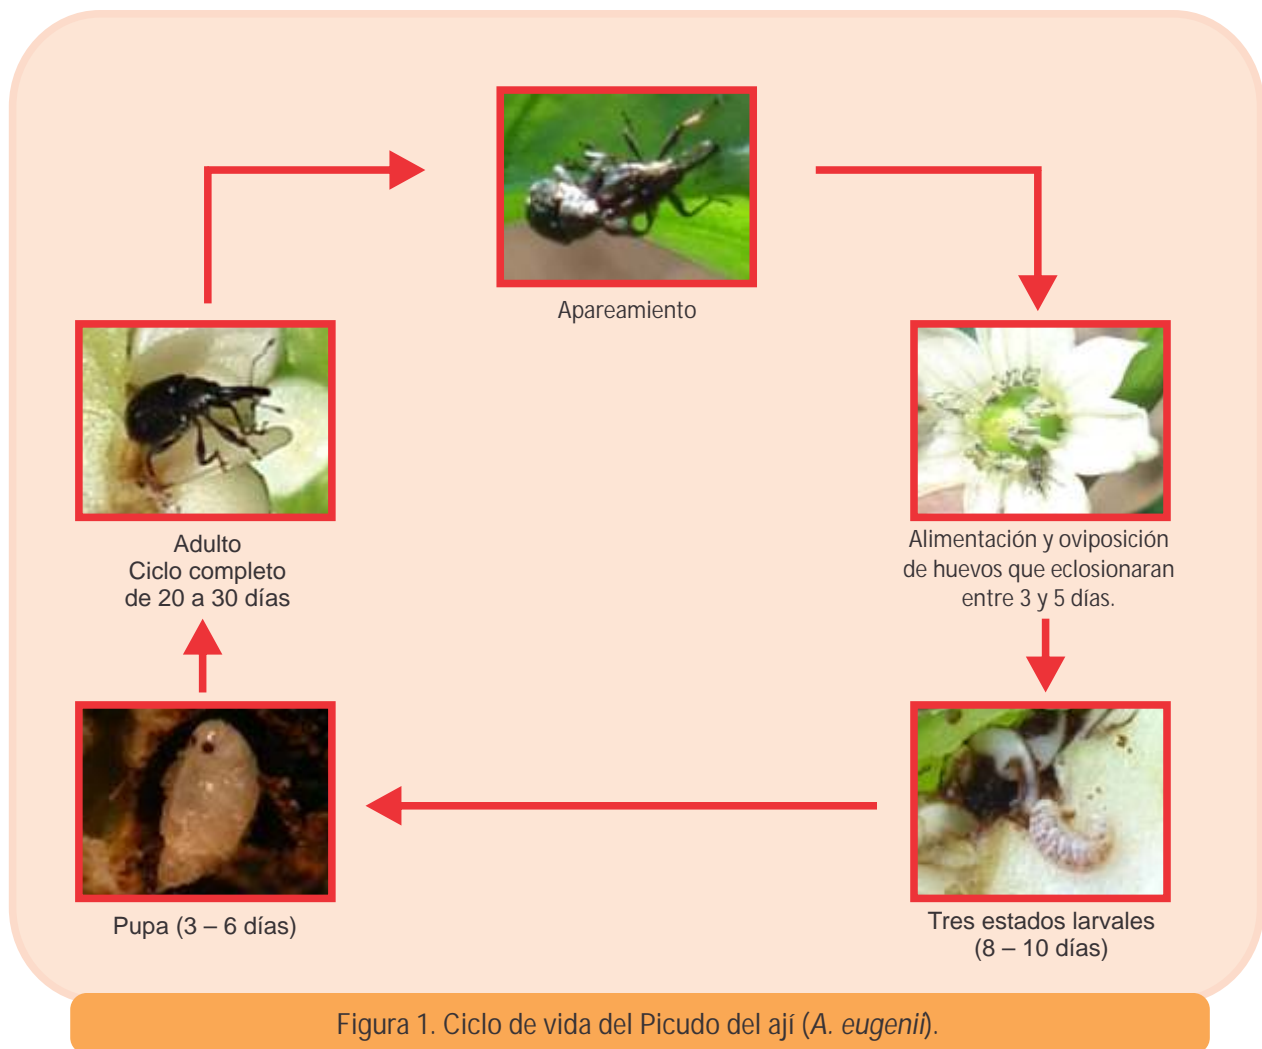 Apareamiento
Alimentación y oviposición
de huevos que eclosionaran
entre 3 y 5 días.
Tres estados larvales
(8 – 10 días)
Pupa (3 – 6 días)
Adulto
Ciclo completo
de 20 a 30 días
Figura 1. Ciclo de vida del Picudo del ají (A. eugenii).